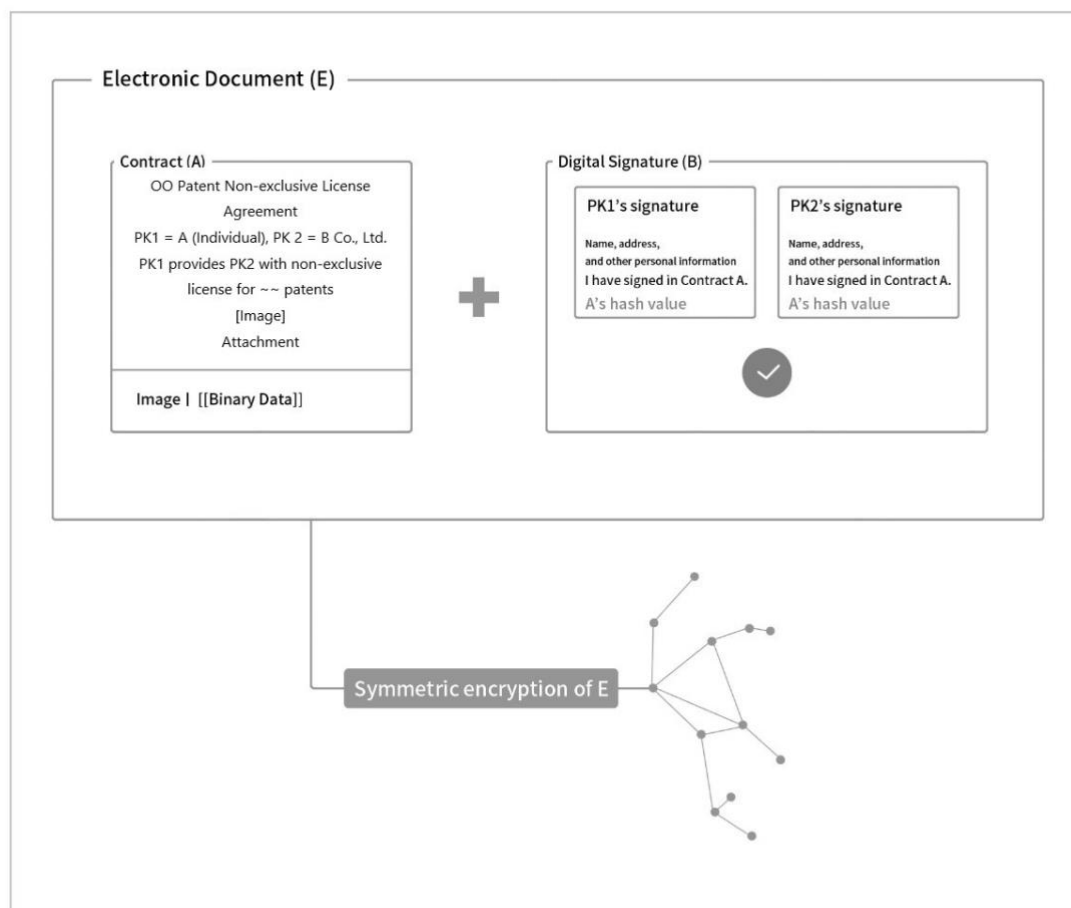 Electronic Document (E)
Contract (A)
OO Patent Non-exclusive License
Agreement
PK1 = A (Individual), PK 2 = B Co., Ltd.
PK1 provides PK2 with non-exclusive
license for ~~ patents
[Image]
Attachment
Image | [[Binary Data]]
Digital Signature (B)
PK1's signature
Name, address,
and other personal information
I have signed in Contract A.
A's hash value
PK2's signature
Name, address,
and other personal information
I have signed in Contract A.
A's hash value
Symmetric encryption of E